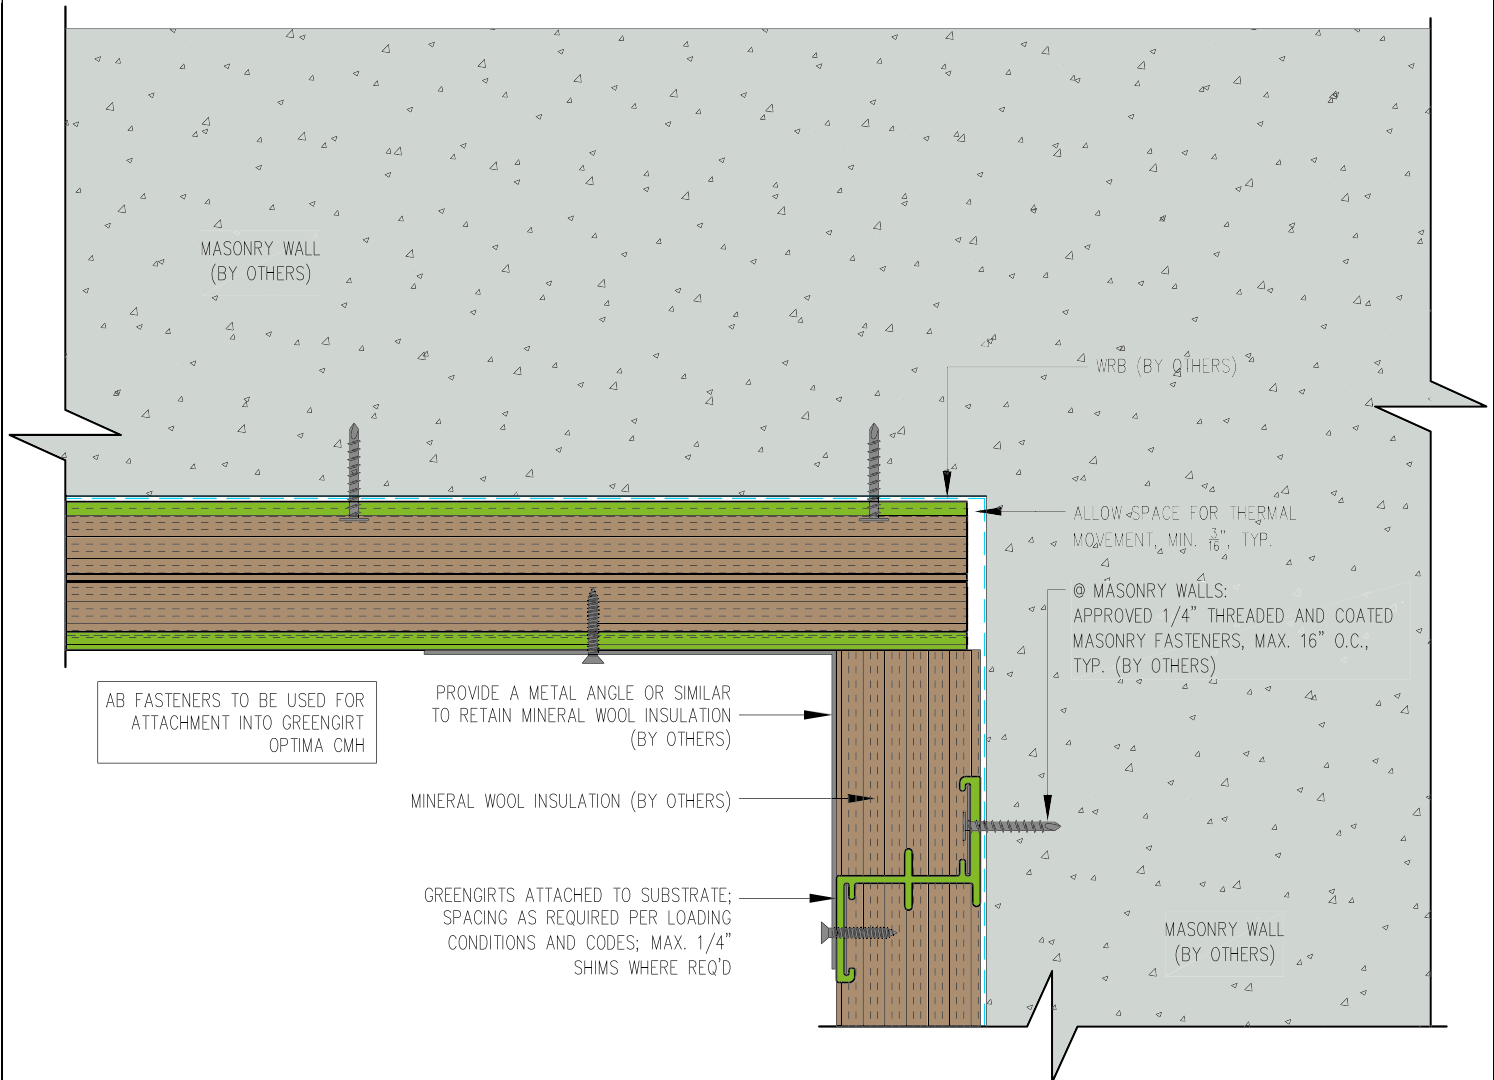 MASONRY WALL
(BY OTHERS)
WRB (BY OTHERS)
ALLOW SPACE FOR THERMAL
MOVEMENT, MIN. 3/16", TYP.
@ MASONRY WALLS:
APPROVED 1/4" THREADED AND COATED
MASONRY FASTENERS, MAX. 16" O.C.,
TYP. (BY OTHERS)
AB FASTENERS TO BE USED FOR
ATTACHMENT INTO GREENGIRT
OPTIMA CMH
PROVIDE A METAL ANGLE OR SIMILAR
TO RETAIN MINERAL WOOL INSULATION
(BY OTHERS)
MINERAL WOOL INSULATION (BY OTHERS)
GREENGIRTS ATTACHED TO SUBSTRATE;
SPACING AS REQUIRED PER LOADING
CONDITIONS AND CODES; MAX. 1/4"
SHIMS WHERE REQ'D
MASONRY WALL
(BY OTHERS)